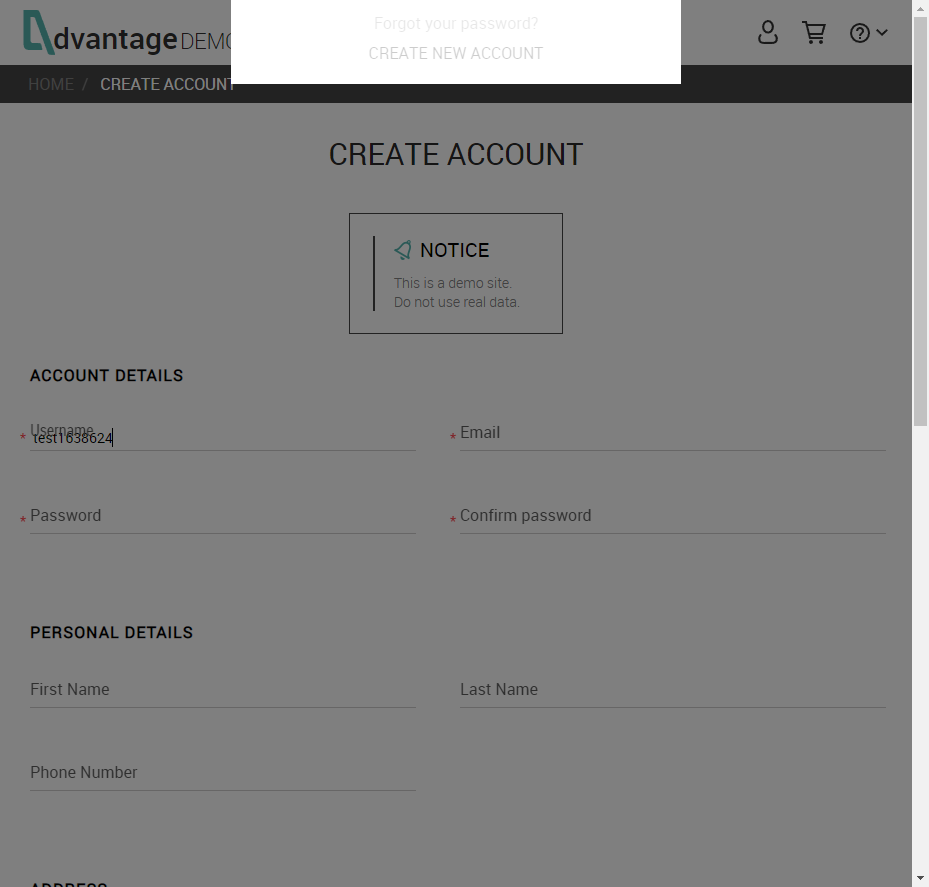 Forgot your password?
CREATE NEW ACCOUNT
dvantage DEMO
HOME / CREATE ACCOUNT
CREATE ACCOUNT
NOTICE
This is a demo site.
Do not use real data.
ACCOUNT DETAILS
Username
* test1638624
* Email
* Password
* Confirm password
PERSONAL DETAILS
First Name
Last Name
Phone Number
ADDRESS